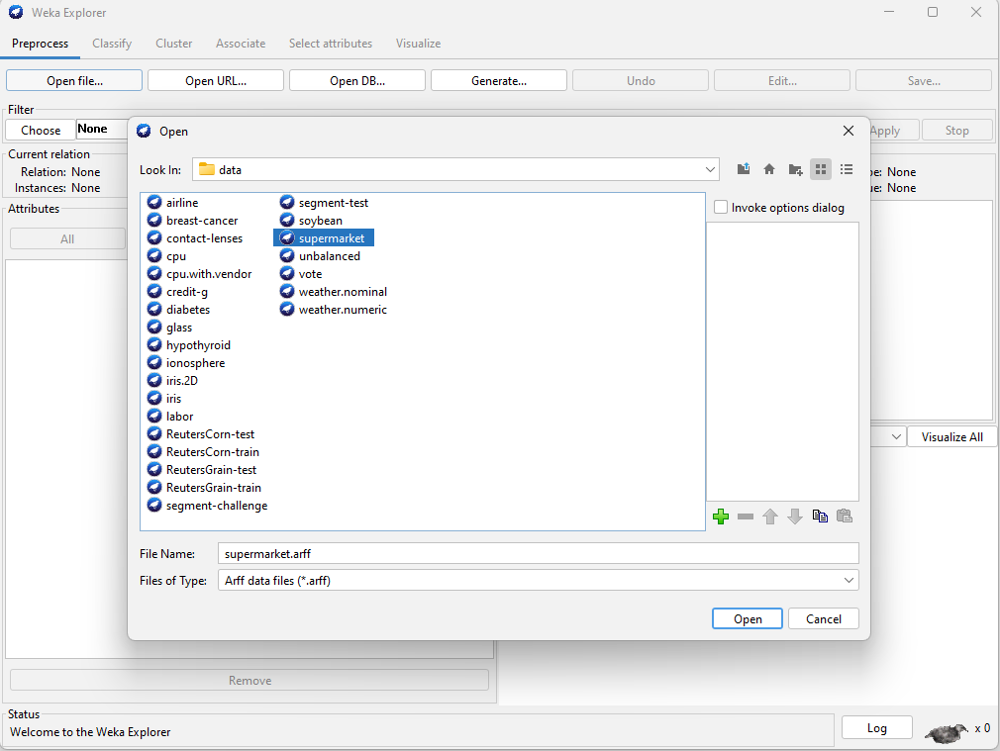 Weka Explorer
Preprocess Classify Cluster Associate Select attributes Visualize
Open file... Open URL... Open DB... Generate... Undo Edit... Save...
Filter
Choose None Apply Stop
Current relation
Relation: None
Instances: None
pe: None
ue: None
Attributes
All
Open
Look In: data
Invoke options dialog
airline
breast-cancer
contact-lenses
cpu
cpu.with.vendor
credit-g
diabetes
glass
hypothyroid
ionosphere
iris.2D
iris
labor
ReutersCorn-test
ReutersCorn-train
ReutersGrain-test
ReutersGrain-train
segment-challenge
segment-test
soybean
supermarket
unbalanced
vote
weather.nominal
weather.numeric
File Name: supermarket.arff
Files of Type: Arff data files (*.arff)
Open Cancel
Visualize All
Remove
Status
Welcome to the Weka Explorer
Log x 0